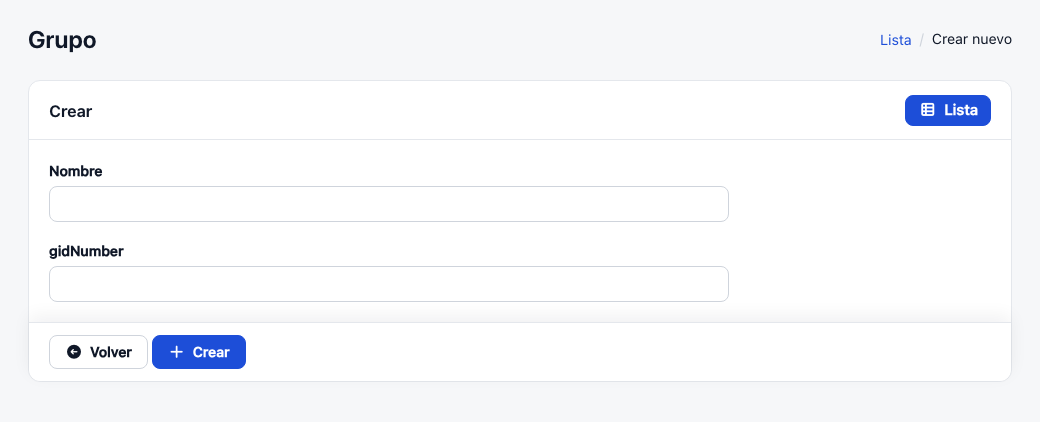 Grupo
Lista / Crear nuevo
Crear
Lista
Nombre
gidNumber
Volver
Crear